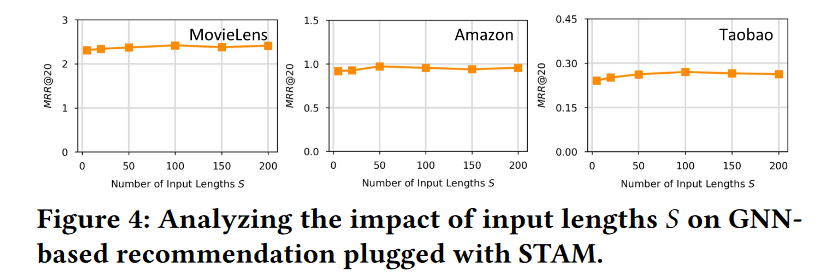 3
2
1
0
MRR@20
MovieLens
0
50
100
150
200
Number of Input Lengths S
1.5
1.0
0.5
0.0
MRR@20
Amazon
0
50
100
150
200
Number of Input Lengths S
0.45
0.30
0.15
0.00
MRR@20
Taobao
0
50
100
150
200
Number of Input Lengths S
Figure 4: Analyzing the impact of input lengths S on GNN-
based recommendation plugged with STAM.